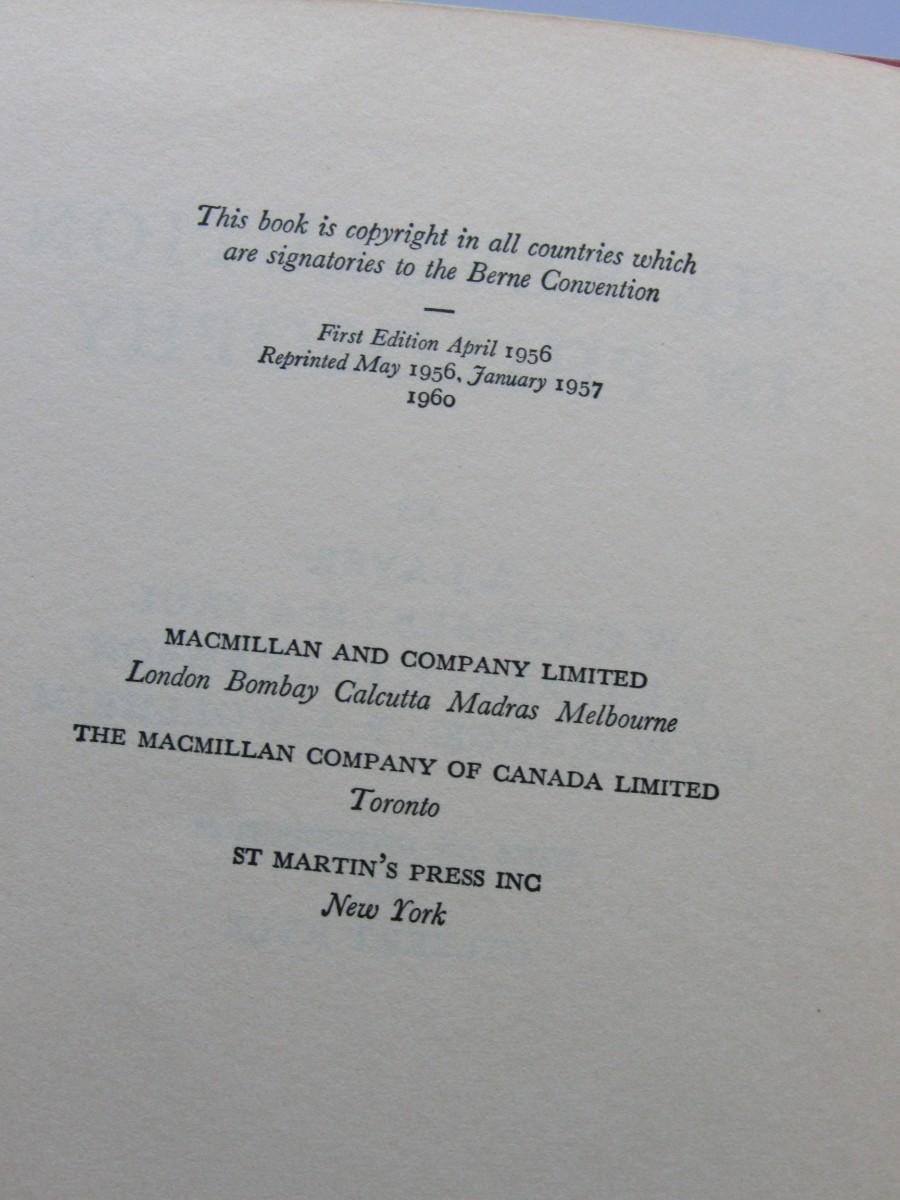 This book is copyright in all countries which
are signatories to the Berne Convention
—
First Edition April 1956
Reprinted May 1956, January 1957
1960
MACMILLAN AND COMPANY LIMITED
London Bombay Calcutta Madras Melbourne
THE MACMILLAN COMPANY OF CANADA LIMITED
Toronto
ST MARTIN'S PRESS INC
New York